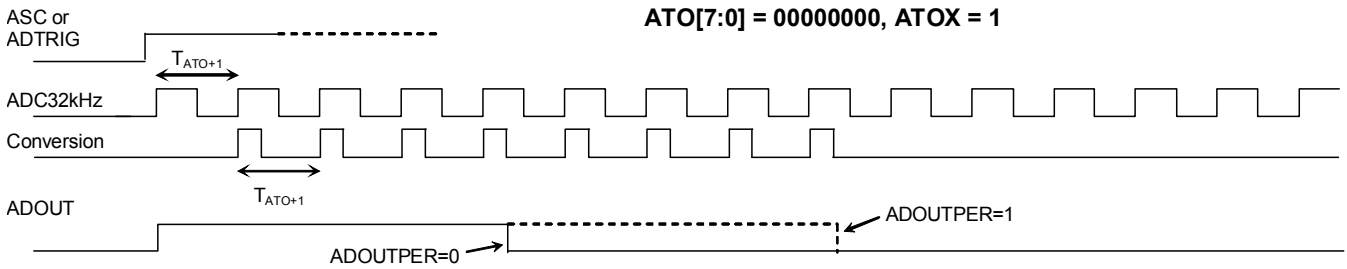 ASC or
ADTRIG
ATO[7:0] = 00000000, ATOX = 1
TATO+1
ADC32kHz
Conversion
TATO+1
ADOUT
ADOUTPER=1
ADOUTPER=0